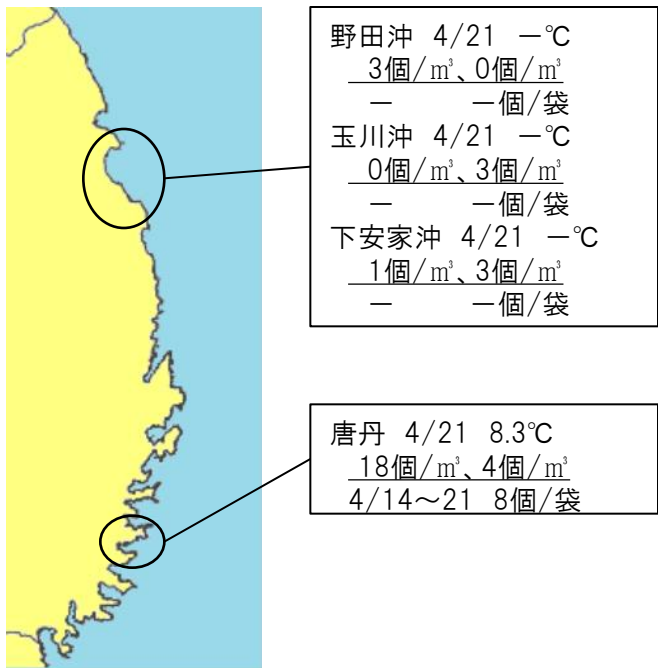 野田沖 4/21 －℃
3個/㎥、0個/㎥
－ －個/袋
玉川沖 4/21 －℃
0個/㎥、3個/㎥
－ －個/袋
下安家沖 4/21 －℃
1個/㎥、3個/㎥
－ －個/袋
唐丹 4/21 8.3℃
18個/㎥、4個/㎥
4/14～21 8個/袋